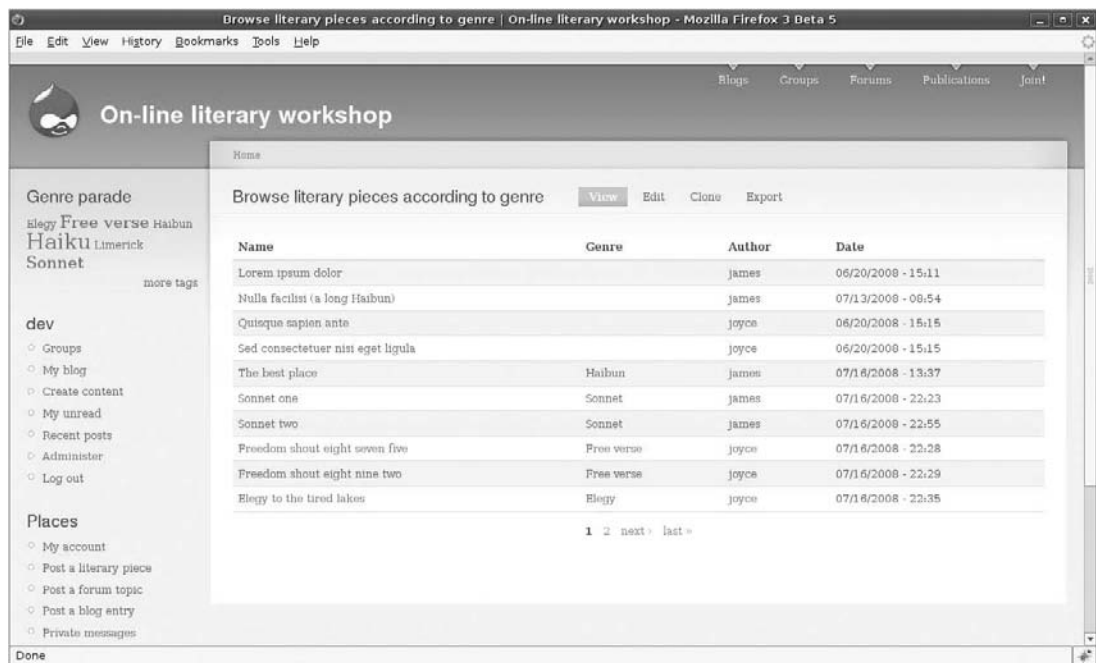 Browse literary pieces according to genre | On-line literary workshop - Mozilla Firefox 3 Beta 5
File Edit View History Bookmarks Tools Help
Blogs Groups Forums Publications Join!
On-line literary workshop
Home
Genre parade
Elegy Free verse Haibun
Haiku Limerick
Sonnet
more tags
dev
Groups
My blog
Create content
My unread
Recent posts
Administer
Log out
Places
My account
Post a literary piece
Post a forum topic
Post a blog entry
Private messages
Browse literary pieces according to genre View Edit Clone Export
Name Genre Author Date
Lorem ipsum dolor james 06/20/2008 - 15:11
Nulla facilisi (a long Haibun) james 07/13/2008 - 08:54
Quisque sapien ante joyce 06/20/2008 - 15:15
Sed consectetuer nisi eget ligula joyce 06/20/2008 - 15:15
The best place Haibun james 07/16/2008 - 13:37
Sonnet one Sonnet james 07/16/2008 - 22:23
Sonnet two Sonnet james 07/16/2008 - 22:55
Freedom shout eight seven five Free verse joyce 07/16/2008 - 22:28
Freedom shout eight nine two Free verse joyce 07/16/2008 - 22:29
Elegy to the tired lakes Elegy joyce 07/16/2008 - 22:35
1 2 next › last »
Done